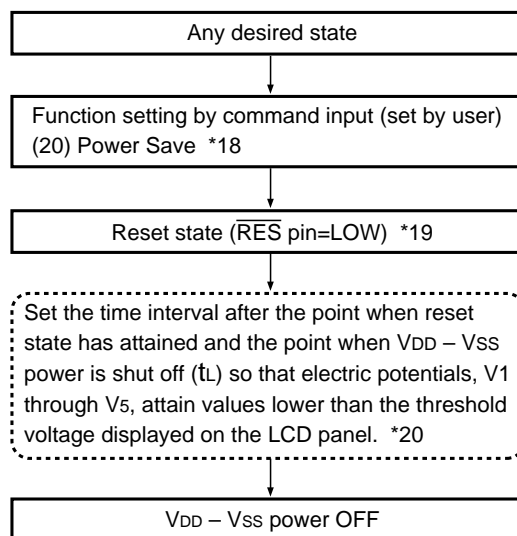 Any desired state
Function setting by command input (set by user)
(20) Power Save *18
Reset state (RES pin=LOW) *19
Set the time interval after the point when reset
state has attained and the point when VDD – VSS
power is shut off (tL) so that electric potentials, V1
through V5, attain values lower than the threshold
voltage displayed on the LCD panel. *20
VDD – VSS power OFF